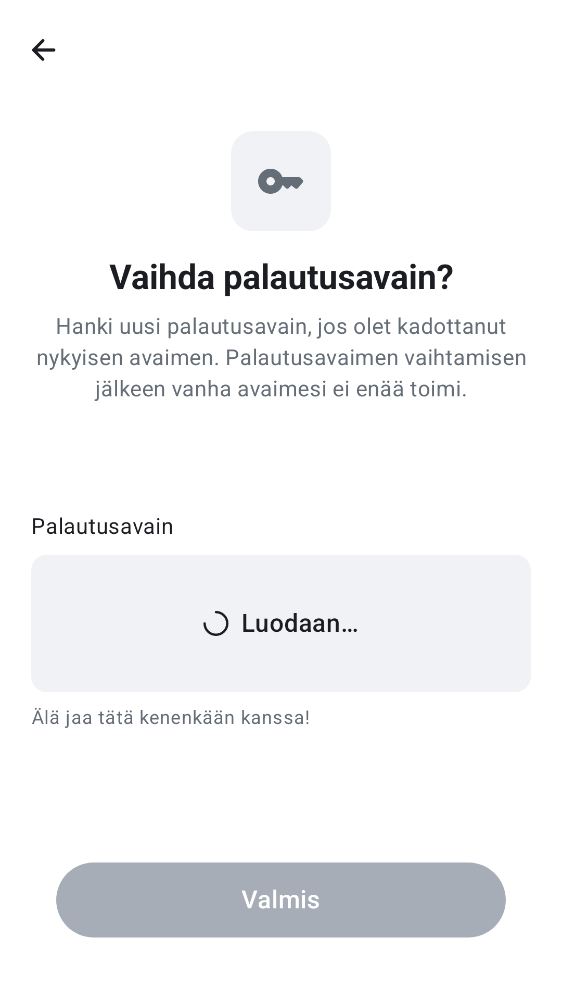 Vaihda palautusavain?
Hanki uusi palautusavain, jos olet kadottanut
nykyisen avaimen. Palautusavaimen vaihtamisen
jälkeen vanha avaimesi ei enää toimi.
Palautusavain
Luodaan…
Älä jaa tätä kenenkään kanssa!
Valmis